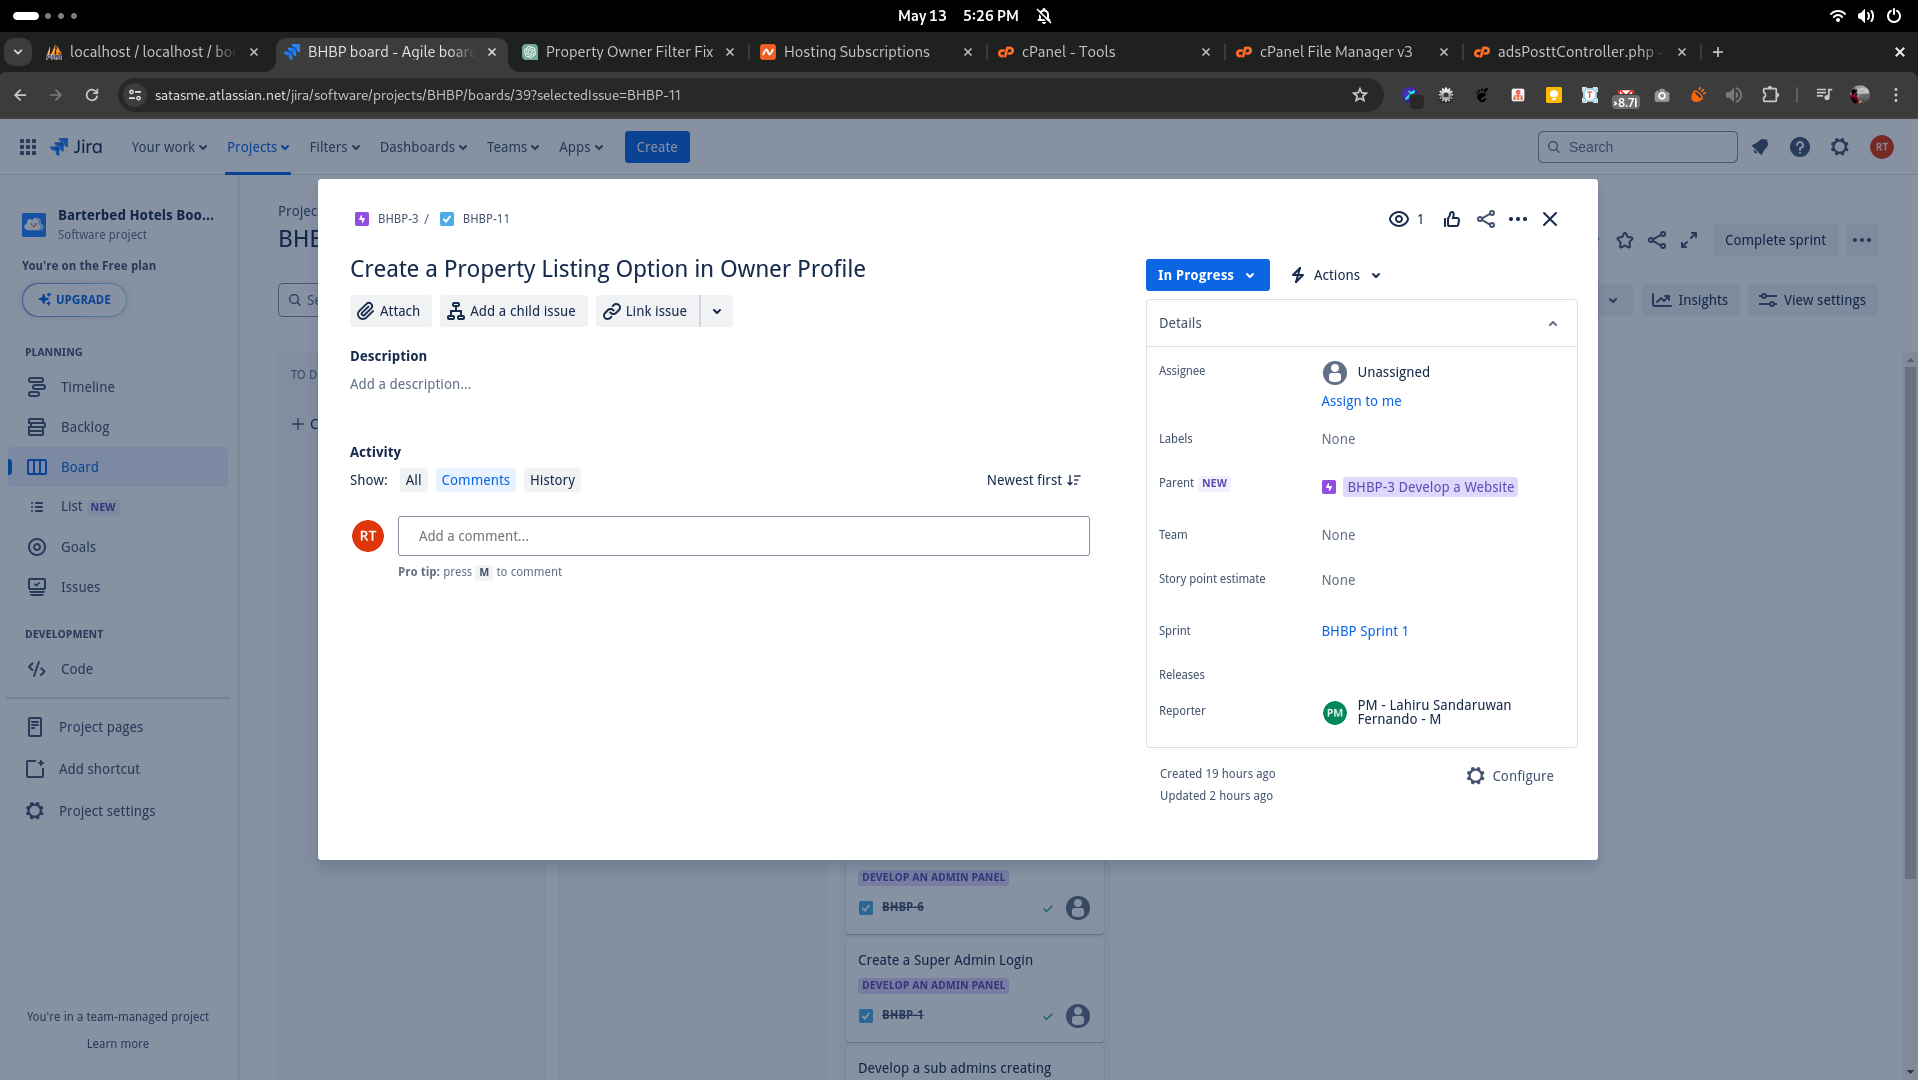 May 13 5:26 PM
localhost / localhost / boo
BHBP board - Agile board
Property Owner Filter Fix
Hosting Subscriptions
cPanel - Tools
cPanel File Manager v3
adsPosttController.php -
satasme.atlassian.net/jira/software/projects/BHBP/boards/39?selectedIssue=BHBP-11
>8.7l
Jira
Your work
Projects
Filters
Dashboards
Teams
Apps
Create
Search
RT
Barterbed Hotels Boo...
Software project
You're on the Free plan
UPGRADE
PLANNING
Timeline
Backlog
Board
List NEW
Goals
Issues
DEVELOPMENT
Code
Project pages
Add shortcut
Project settings
You're in a team-managed project
Learn more
Projec
BHB
Se
TO D
+ C
Complete sprint
Insights
View settings
BHBP-3 / BHBP-11
1
Create a Property Listing Option in Owner Profile
Attach
Add a child issue
Link issue
Description
Add a description...
Activity
Show: All Comments History
Newest first
RT
Add a comment...
Pro tip: press M to comment
In Progress
Actions
Details
Assignee
Unassigned
Assign to me
Labels
None
Parent NEW
BHBP-3 Develop a Website
Team
None
Story point estimate
None
Sprint
BHBP Sprint 1
Releases
Reporter
PM
PM - Lahiru Sandaruwan
Fernando - M
Created 19 hours ago
Updated 2 hours ago
Configure
DEVELOP AN ADMIN PANEL
BHBP-6
Create a Super Admin Login
DEVELOP AN ADMIN PANEL
BHBP-1
Develop a sub admins creating